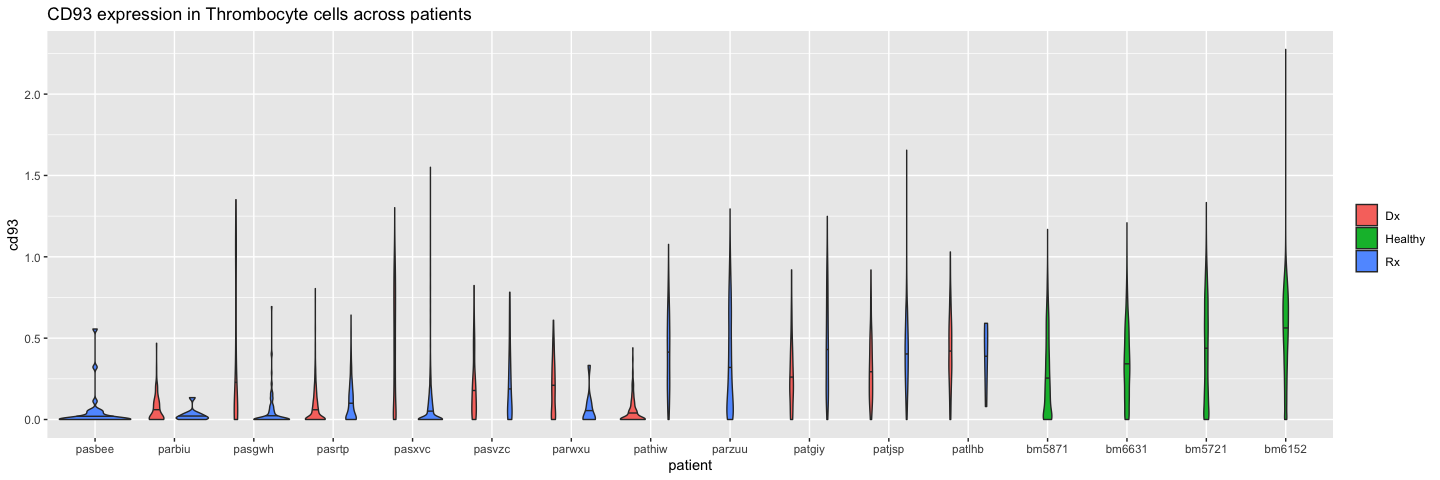 CD93 expression in Thrombocyte cells across patients
cd93
2.0
1.5
1.0
0.5
0.0
pasbee parbiu pasgwh pasrtp pasxvc pasvzc parwxu pathiw parzuu patgiy patjsp patlhb bm5871 bm6631 bm5721 bm6152
patient
Dx
Healthy
Rx